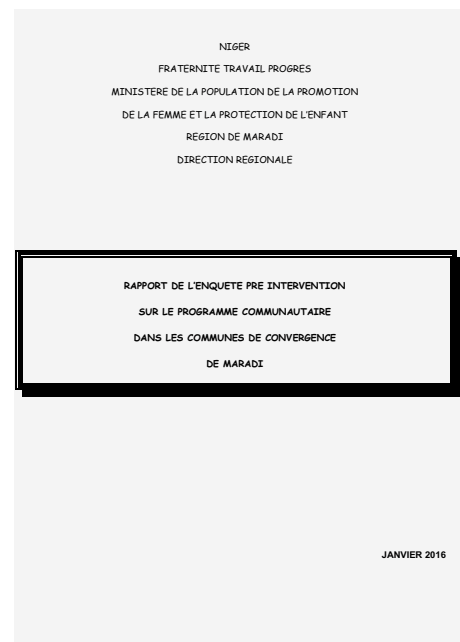 NIGER
FRATERNITE TRAVAIL PROGRES
MINISTERE DE LA POPULATION DE LA PROMOTION
DE LA FEMME ET LA PROTECTION DE L'ENFANT
REGION DE MARADI
DIRECTION REGIONALE
RAPPORT DE L'ENQUETE PRE INTERVENTION
SUR LE PROGRAMME COMMUNAUTAIRE
DANS LES COMMUNES DE CONVERGENCE
DE MARADI
JANVIER 2016